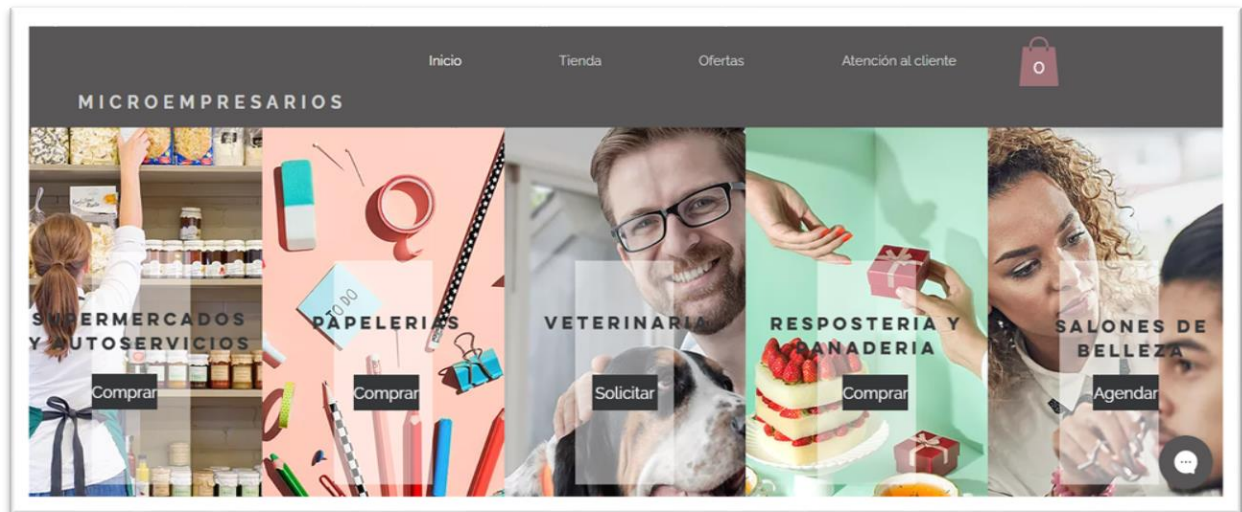 Inicio Tienda Ofertas Atención al cliente 0
MICROEMPRESARIOS
SUPERMERCADOS
Y AUTOSERVICIOS
Comprar
TO DO
PAPELERIAS
Comprar
VETERINARIA
Solicitar
RESPOSTERIA Y
PANADERIA
Comprar
SALONES DE
BELLEZA
Agendar